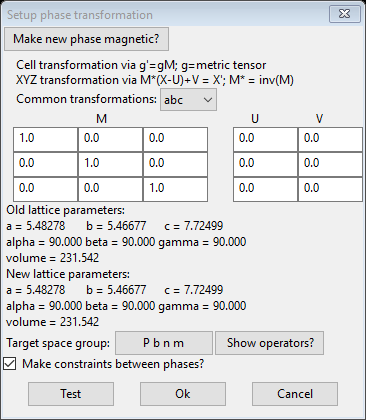 Setup phase transformation
Make new phase magnetic?
Cell transformation via g'=gM; g=metric tensor
XYZ transformation via M*(X-U)+V = X'; M* = inv(M)
Common transformations: abc
M U V
1.0 0.0 0.0 0.0 0.0
0.0 1.0 0.0 0.0 0.0
0.0 0.0 1.0 0.0 0.0
Old lattice parameters:
a = 5.48278 b = 5.46677 c = 7.72499
alpha = 90.000 beta = 90.000 gamma = 90.000
volume = 231.542
New lattice parameters:
a = 5.48278 b = 5.46677 c = 7.72499
alpha = 90.000 beta = 90.000 gamma = 90.000
volume = 231.542
Target space group: P b n m Show operators?
Make constraints between phases?
Test Ok Cancel